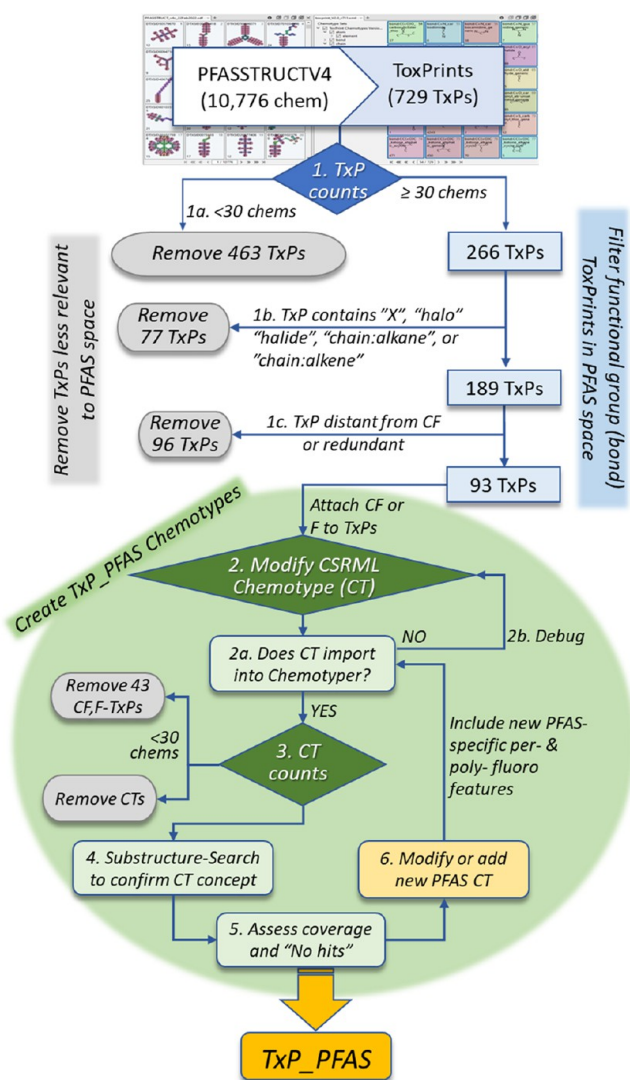 PFASSTRUCTV4
(10,776 chem)
ToxPrints
(729 TxPs)
1. TxP
counts
1a. <30 chems
≥ 30 chems
Remove 463 TxPs
266 TxPs
Remove TxPs less relevant
to PFAS space
Filter functional group (bond)
ToxPrints in PFAS space
Remove
77 TxPs
1b. TxP contains "X", "halo"
"halide", "chain:alkane", or
"chain:alkene"
189 TxPs
Remove
96 TxPs
1c. TxP distant from CF
or redundant
93 TxPs
Attach CF or
F to TxPs
Create TxP_PFAS Chemotypes
2. Modify CSRML
Chemotype (CT)
NO
2b. Debug
2a. Does CT import
into Chemotyper?
YES
Remove 43
CF,F-TxPs
<30
chems
Remove CTs
3. CT
counts
Include new PFAS-
specific per- &
poly- fluoro
features
4. Substructure-Search
to confirm CT concept
6. Modify or add
new PFAS CT
5. Assess coverage
and "No hits"
TxP_PFAS